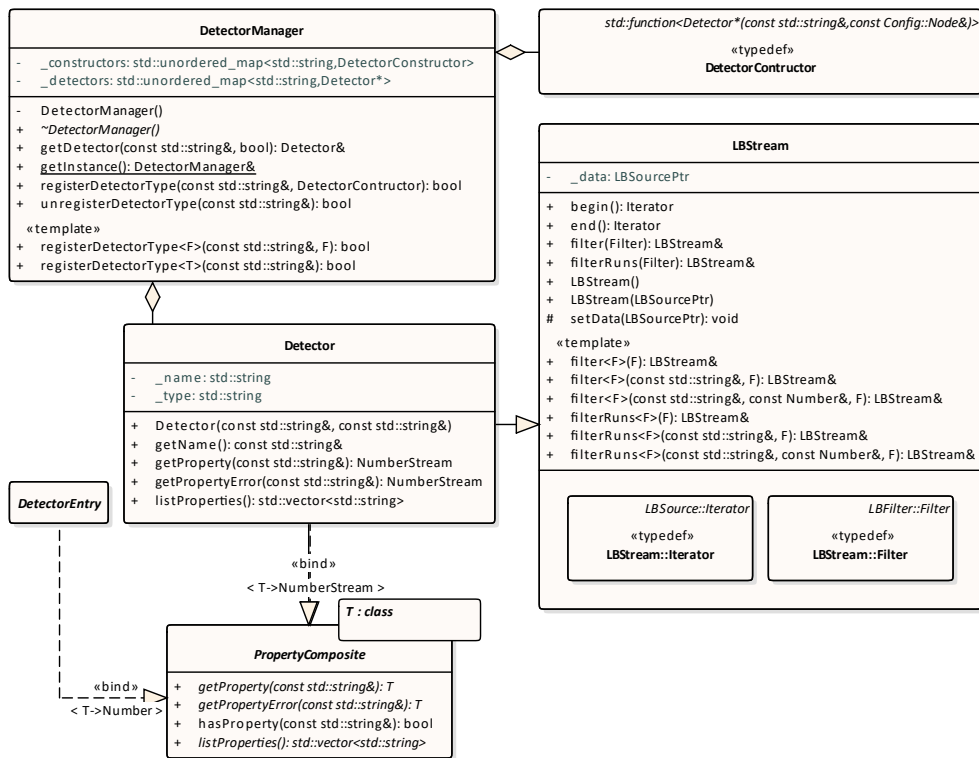 DetectorManager
- _constructors: std::unordered_map<std::string,DetectorConstructor>
- _detectors: std::unordered_map<std::string,Detector*>
- DetectorManager()
+ ~DetectorManager()
+ getDetector(const std::string&, bool): Detector&
+ getInstance(): DetectorManager&
+ registerDetectorType(const std::string&, DetectorContructor): bool
+ unregisterDetectorType(const std::string&): bool
«template»
+ registerDetectorType<F>(const std::string&, F): bool
+ registerDetectorType<T>(const std::string&): bool
std::function<Detector*(const std::string&,const Config::Node&)>
«typedef»
DetectorContructor
LBStream
- _data: LBSourcePtr
+ begin(): Iterator
+ end(): Iterator
+ filter(Filter): LBStream&
+ filterRuns(Filter): LBStream&
+ LBStream()
+ LBStream(LBSourcePtr)
# setData(LBSourcePtr): void
«template»
+ filter<F>(F): LBStream&
+ filter<F>(const std::string&, F): LBStream&
+ filter<F>(const std::string&, const Number&, F): LBStream&
+ filterRuns<F>(F): LBStream&
+ filterRuns<F>(const std::string&, F): LBStream&
+ filterRuns<F>(const std::string&, const Number&, F): LBStream&
LBSource::Iterator
«typedef»
LBStream::Iterator
LBFilter::Filter
«typedef»
LBStream::Filter
Detector
- _name: std::string
- _type: std::string
+ Detector(const std::string&, const std::string&)
+ getName(): const std::string&
+ getProperty(const std::string&): NumberStream
+ getPropertyError(const std::string&): NumberStream
+ listProperties(): std::vector<std::string>
DetectorEntry
«bind»
< T->NumberStream >
T : class
PropertyComposite
+ getProperty(const std::string&): T
+ getPropertyError(const std::string&): T
+ hasProperty(const std::string&): bool
+ listProperties(): std::vector<std::string>
«bind»
< T->Number >